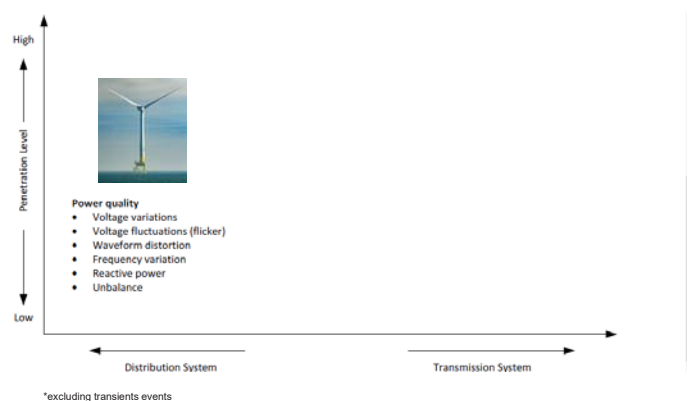 High
Penetration Level
Low
Power quality
• Voltage variations
• Voltage fluctuations (flicker)
• Waveform distortion
• Frequency variation
• Reactive power
• Unbalance
Distribution System
Transmission System
*excluding transients events